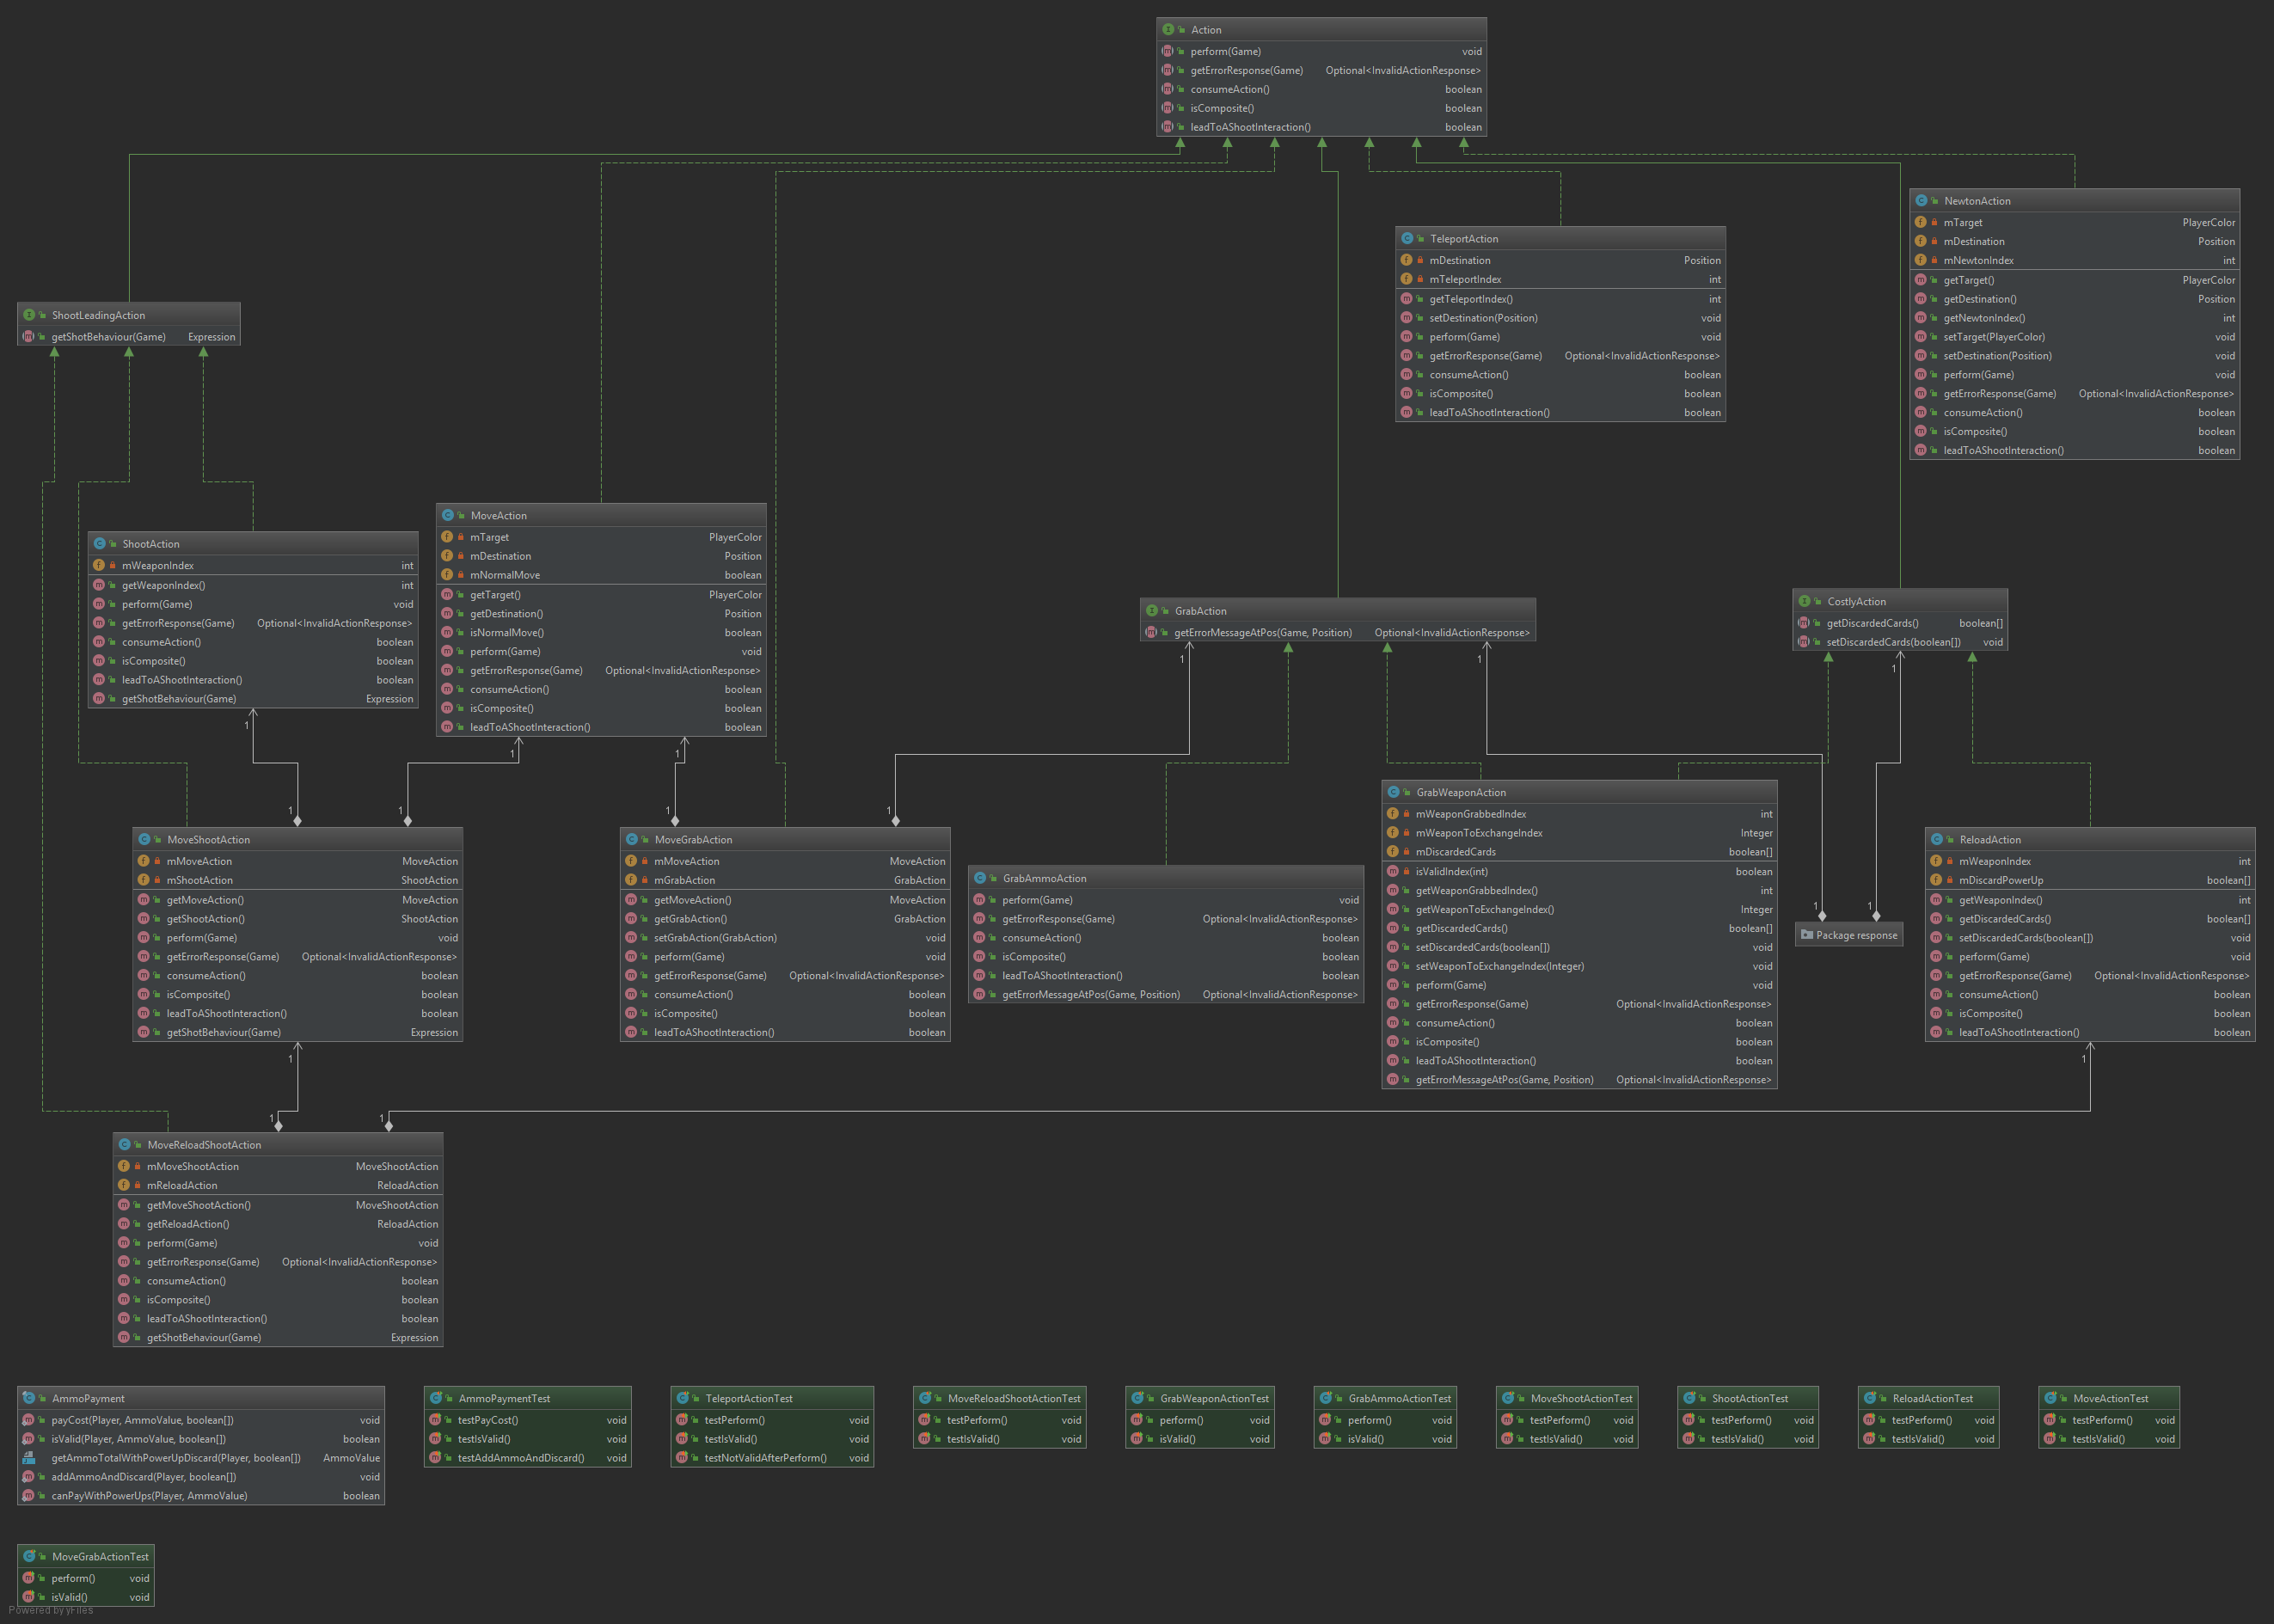 Action
perform(Game) void
getErrorResponse(Game) Optional<InvalidActionResponse>
consumeAction() boolean
isComposite() boolean
leadToAShootInteraction() boolean
NewtonAction
mTarget PlayerColor
mDestination Position
mNewtonIndex int
getTarget() PlayerColor
getDestination() Position
getNewtonIndex() int
setTarget(PlayerColor) void
setDestination(Position) void
perform(Game) void
getErrorResponse(Game) Optional<InvalidActionResponse>
consumeAction() boolean
isComposite() boolean
leadToAShootInteraction() boolean
TeleportAction
mDestination Position
mTeleportIndex int
getTeleportIndex() int
setDestination(Position) void
perform(Game) void
getErrorResponse(Game) Optional<InvalidActionResponse>
consumeAction() boolean
isComposite() boolean
leadToAShootInteraction() boolean
ShootLeadingAction
getShotBehaviour(Game) Expression
ShootAction
mWeaponIndex int
getWeaponIndex() int
perform(Game) void
getErrorResponse(Game) Optional<InvalidActionResponse>
consumeAction() boolean
isComposite() boolean
leadToAShootInteraction() boolean
getShotBehaviour(Game) Expression
MoveAction
mTarget PlayerColor
mDestination Position
mNormalMove boolean
getTarget() PlayerColor
getDestination() Position
isNormalMove() boolean
perform(Game) void
getErrorResponse(Game) Optional<InvalidActionResponse>
consumeAction() boolean
isComposite() boolean
leadToAShootInteraction() boolean
GrabAction
getErrorMessageAtPos(Game, Position) Optional<InvalidActionResponse>
CostlyAction
getDiscardedCards() boolean[]
setDiscardedCards(boolean[]) void
1
1
1
1
1
1
1
1
1
1
1
1
1
1
MoveShootAction
mMoveAction MoveAction
mShootAction ShootAction
getMoveAction() MoveAction
getShootAction() ShootAction
perform(Game) void
getErrorResponse(Game) Optional<InvalidActionResponse>
consumeAction() boolean
isComposite() boolean
leadToAShootInteraction() boolean
getShotBehaviour(Game) Expression
MoveGrabAction
mMoveAction MoveAction
mGrabAction GrabAction
getMoveAction() MoveAction
getGrabAction() GrabAction
setGrabAction(GrabAction) void
perform(Game) void
getErrorResponse(Game) Optional<InvalidActionResponse>
consumeAction() boolean
isComposite() boolean
leadToAShootInteraction() boolean
GrabAmmoAction
perform(Game) void
getErrorResponse(Game) Optional<InvalidActionResponse>
consumeAction() boolean
isComposite() boolean
leadToAShootInteraction() boolean
getErrorMessageAtPos(Game, Position) Optional<InvalidActionResponse>
GrabWeaponAction
mWeaponGrabbedIndex int
mWeaponToExchangeIndex Integer
mDiscardedCards boolean[]
isValidIndex(int) boolean
getWeaponGrabbedIndex() int
getWeaponToExchangeIndex() Integer
getDiscardedCards() boolean[]
setDiscardedCards(boolean[]) void
setWeaponToExchangeIndex(Integer) void
perform(Game) void
getErrorResponse(Game) Optional<InvalidActionResponse>
consumeAction() boolean
isComposite() boolean
leadToAShootInteraction() boolean
getErrorMessageAtPos(Game, Position) Optional<InvalidActionResponse>
Package response
ReloadAction
mWeaponIndex int
mDiscardPowerUp boolean[]
getWeaponIndex() int
getDiscardedCards() boolean[]
setDiscardedCards(boolean[]) void
perform(Game) void
getErrorResponse(Game) Optional<InvalidActionResponse>
consumeAction() boolean
isComposite() boolean
leadToAShootInteraction() boolean
1
1
1
1
MoveReloadShootAction
mMoveShootAction MoveShootAction
mReloadAction ReloadAction
getMoveShootAction() MoveShootAction
getReloadAction() ReloadAction
perform(Game) void
getErrorResponse(Game) Optional<InvalidActionResponse>
consumeAction() boolean
isComposite() boolean
leadToAShootInteraction() boolean
getShotBehaviour(Game) Expression
AmmoPayment
payCost(Player, AmmoValue, boolean[]) void
isValid(Player, AmmoValue, boolean[]) boolean
getAmmoTotalWithPowerUpDiscard(Player, boolean[]) AmmoValue
addAmmoAndDiscard(Player, boolean[]) void
canPayWithPowerUps(Player, AmmoValue) boolean
AmmoPaymentTest
testPayCost() void
testIsValid() void
testAddAmmoAndDiscard() void
TeleportActionTest
testPerform() void
testIsValid() void
testNotValidAfterPerform() void
MoveReloadShootActionTest
testPerform() void
testIsValid() void
GrabWeaponActionTest
perform() void
isValid() void
GrabAmmoActionTest
perform() void
isValid() void
MoveShootActionTest
testPerform() void
testIsValid() void
ShootActionTest
testPerform() void
testIsValid() void
ReloadActionTest
testPerform() void
testIsValid() void
MoveActionTest
testPerform() void
testIsValid() void
MoveGrabActionTest
perform() void
isValid() void
Powered by yFiles